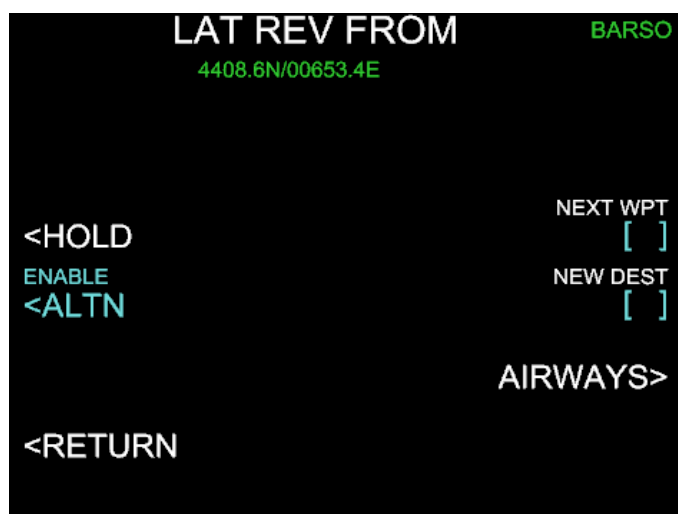 LAT REV FROM BARSO
4408.6N/00653.4E
NEXT WPT
<HOLD [ ]
ENABLE NEW DEST
<ALTN [ ]
AIRWAYS>
<RETURN